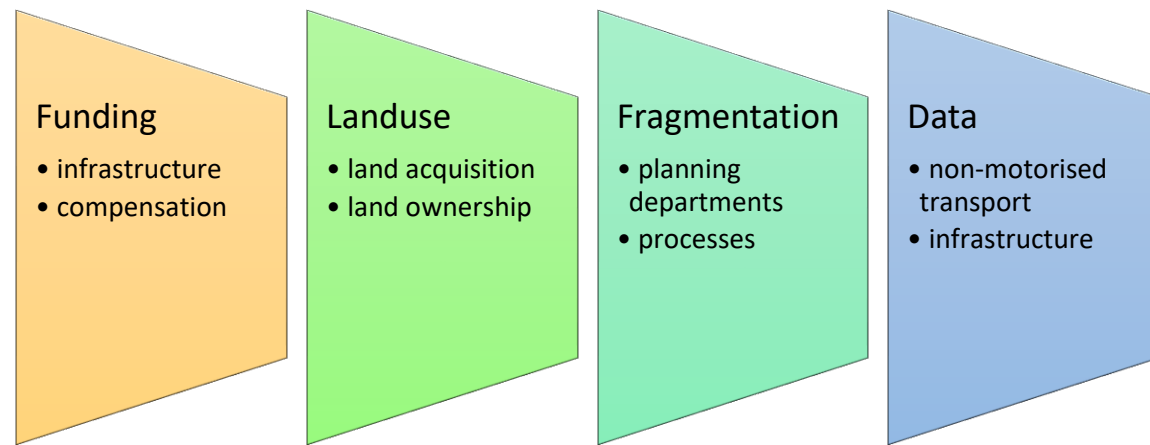 Funding
• infrastructure
• compensation
Landuse
• land acquisition
• land ownership
Fragmentation
• planning
departments
• processes
Data
• non-motorised
transport
• infrastructure